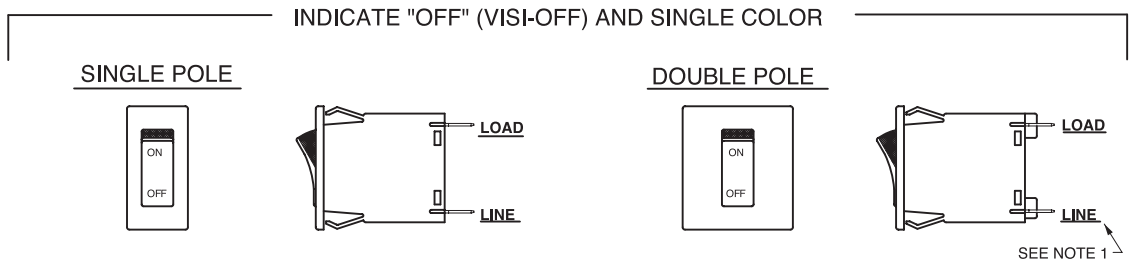 INDICATE "OFF" (VISI-OFF) AND SINGLE COLOR
SINGLE POLE
ON
OFF
LOAD
LINE
DOUBLE POLE
ON
OFF
LOAD
LINE
SEE NOTE 1